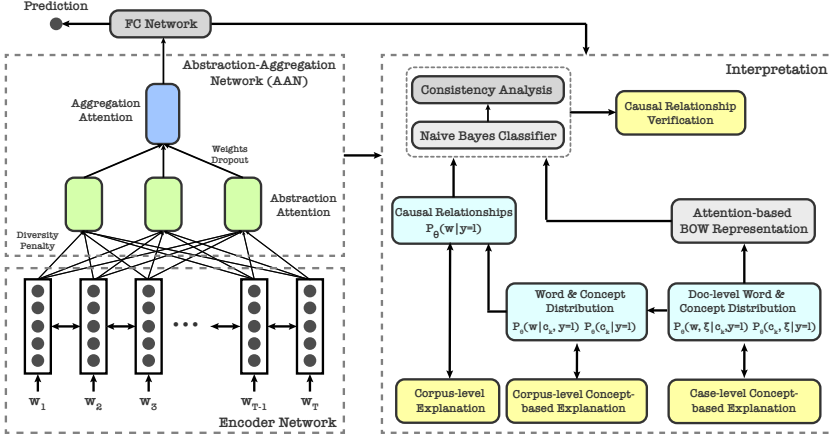 Prediction
FC Network
Abstraction-Aggregation
Network (AAN)
Aggregation
Attention
Weights
Dropout
Abstraction
Attention
Diversity
Penalty
w1 w2 w3 wT-1 wT
Encoder Network
Interpretation
Consistency Analysis
Naive Bayes Classifier
Causal Relationship
Verification
Causal Relationships
Pθ(w|y=l)
Attention-based
BOW Representation
Word & Concept
Distribution
Pθ(w|ck, y=l) Pθ(ck|y=l)
Doc-level Word &
Concept Distribution
Pθ(w, ξ|ck,y=l) Pθ(ck, ξ|y=l)
Corpus-level
Explanation
Corpus-level Concept-
based Explanation
Case-level Concept-
based Explanation